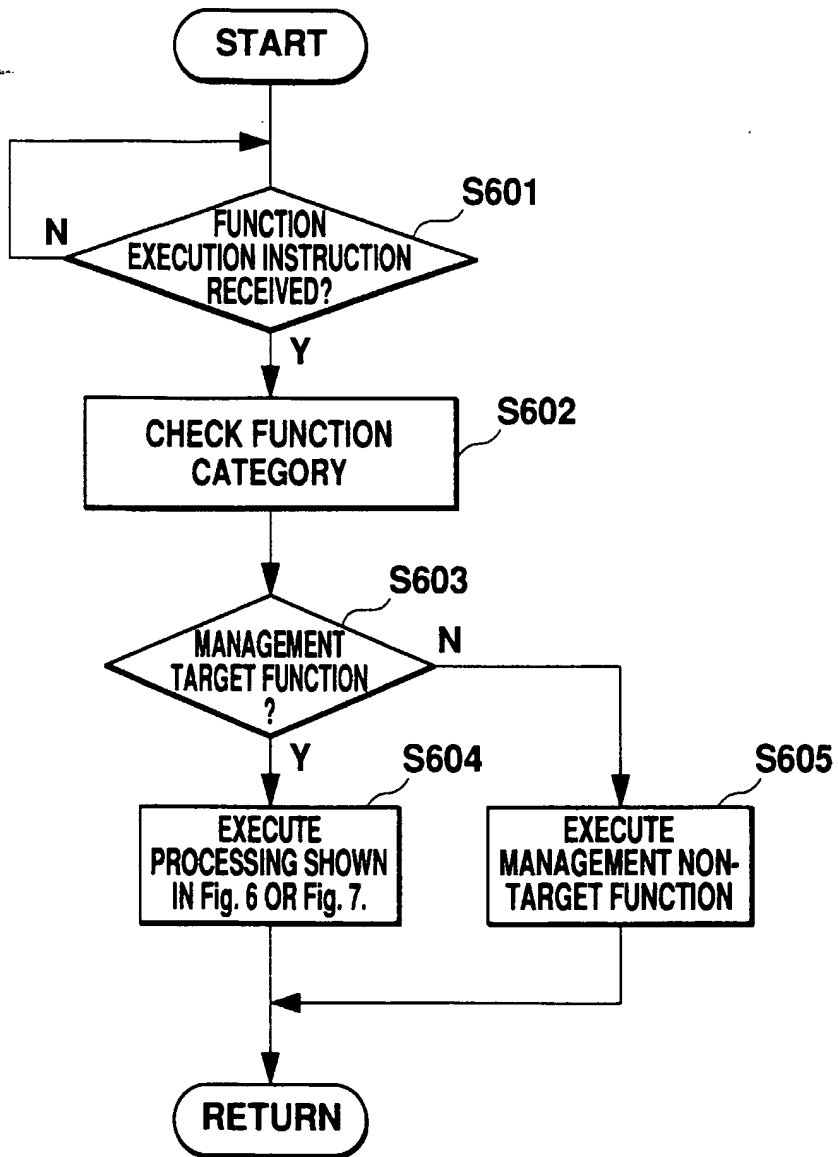 START
S601
N
FUNCTION
EXECUTION INSTRUCTION
RECEIVED?
Y
S602
CHECK FUNCTION
CATEGORY
S603
MANAGEMENT
TARGET FUNCTION
?
N
Y
S604
S605
EXECUTE
PROCESSING SHOWN
IN Fig. 6 OR Fig. 7.
EXECUTE
MANAGEMENT NON-
TARGET FUNCTION
RETURN